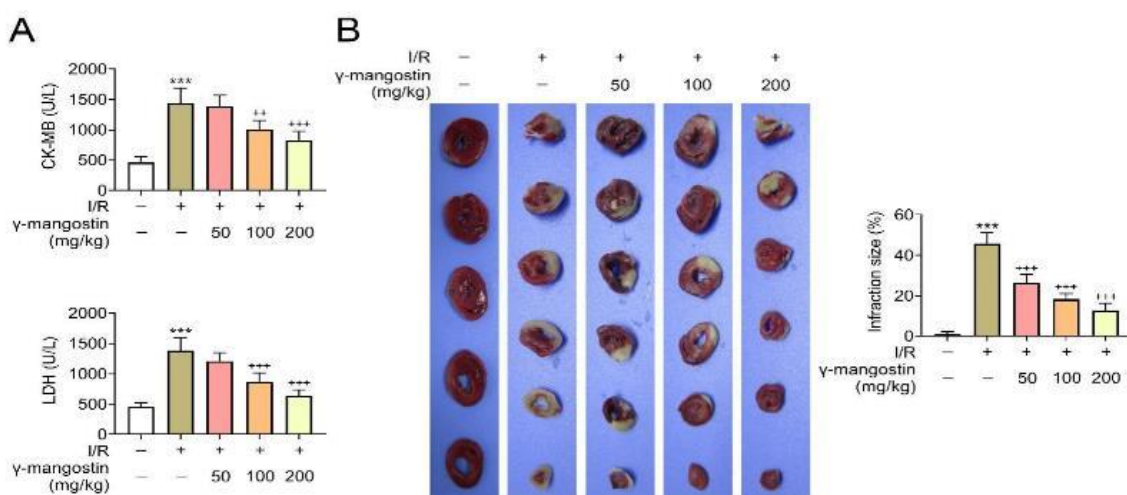 A
2000
1500
1000
500
0
CK-MB (U/L)
***
++
+++
I/R
− + + + +
γ-mangostin
(mg/kg)
− − 50 100 200
2000
1500
1000
500
0
LDH (U/L)
***
+++
+++
I/R
− + + + +
γ-mangostin
(mg/kg)
− − 50 100 200
B
I/R
− + + + +
γ-mangostin
(mg/kg)
− − 50 100 200
60
40
20
0
Infraction size (%)
***
+++
+++
+++
I/R
− + + + +
γ-mangostin
(mg/kg)
− − 50 100 200